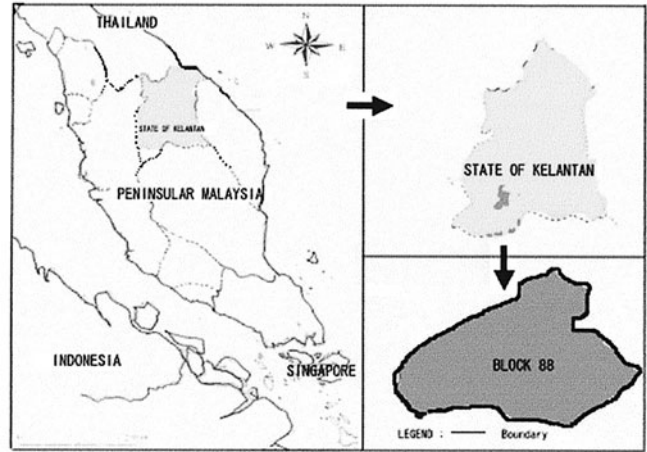 THAILAND
N
W
E
S
STATE OF KELANTAN
PENINSULAR MALAYSIA
INDONESIA
SINGAPORE
STATE OF KELANTAN
BLOCK 88
LEGEND : Boundary